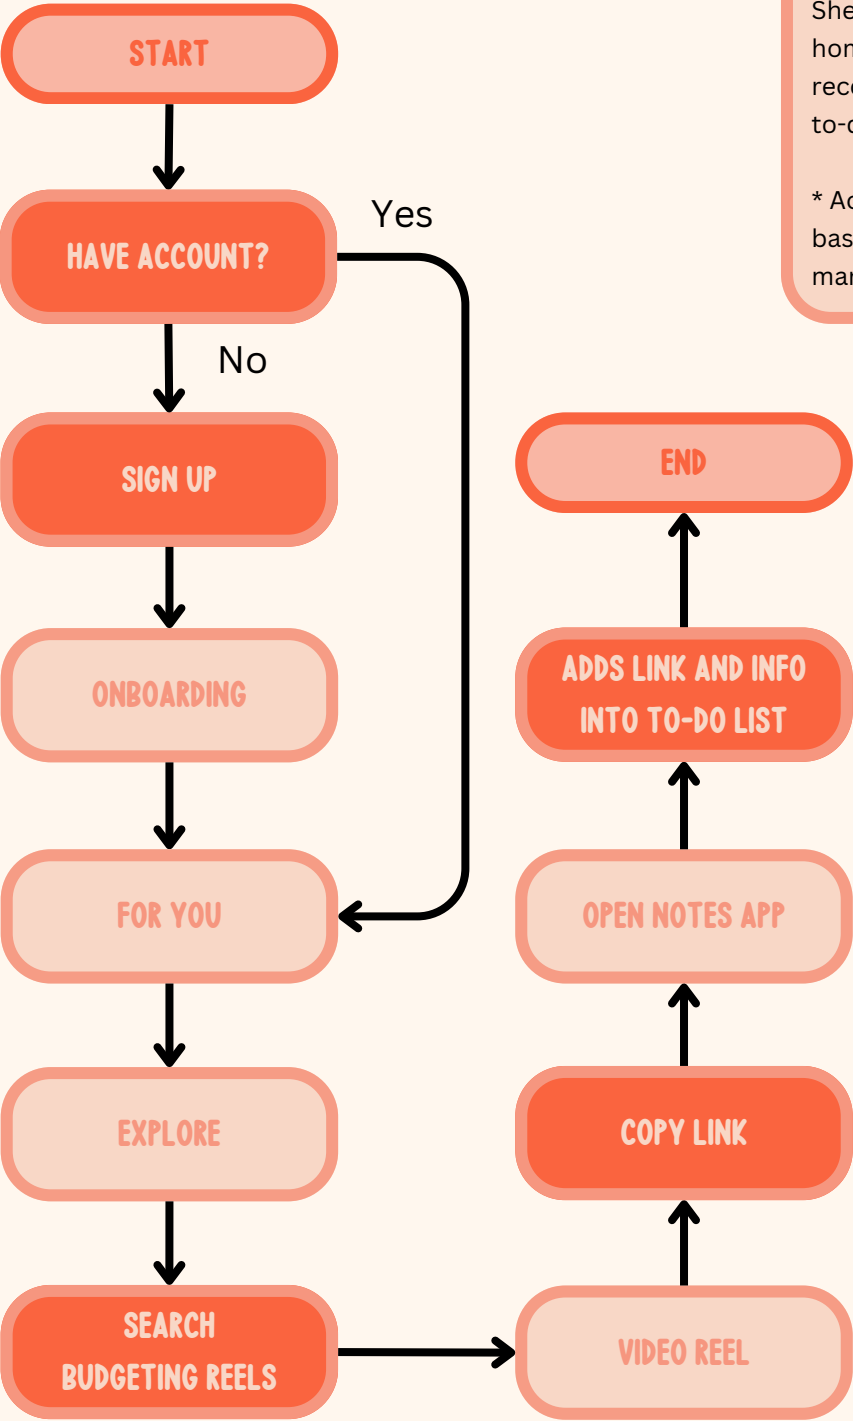 START
HAVE ACCOUNT?
Yes
No
SIGN UP
ONBOARDING
FOR YOU
EXPLORE
SEARCH
BUDGETING REELS
VIDEO REEL
COPY LINK
OPEN NOTES APP
ADDS LINK AND INFO
INTO TO-DO LIST
END
She
*